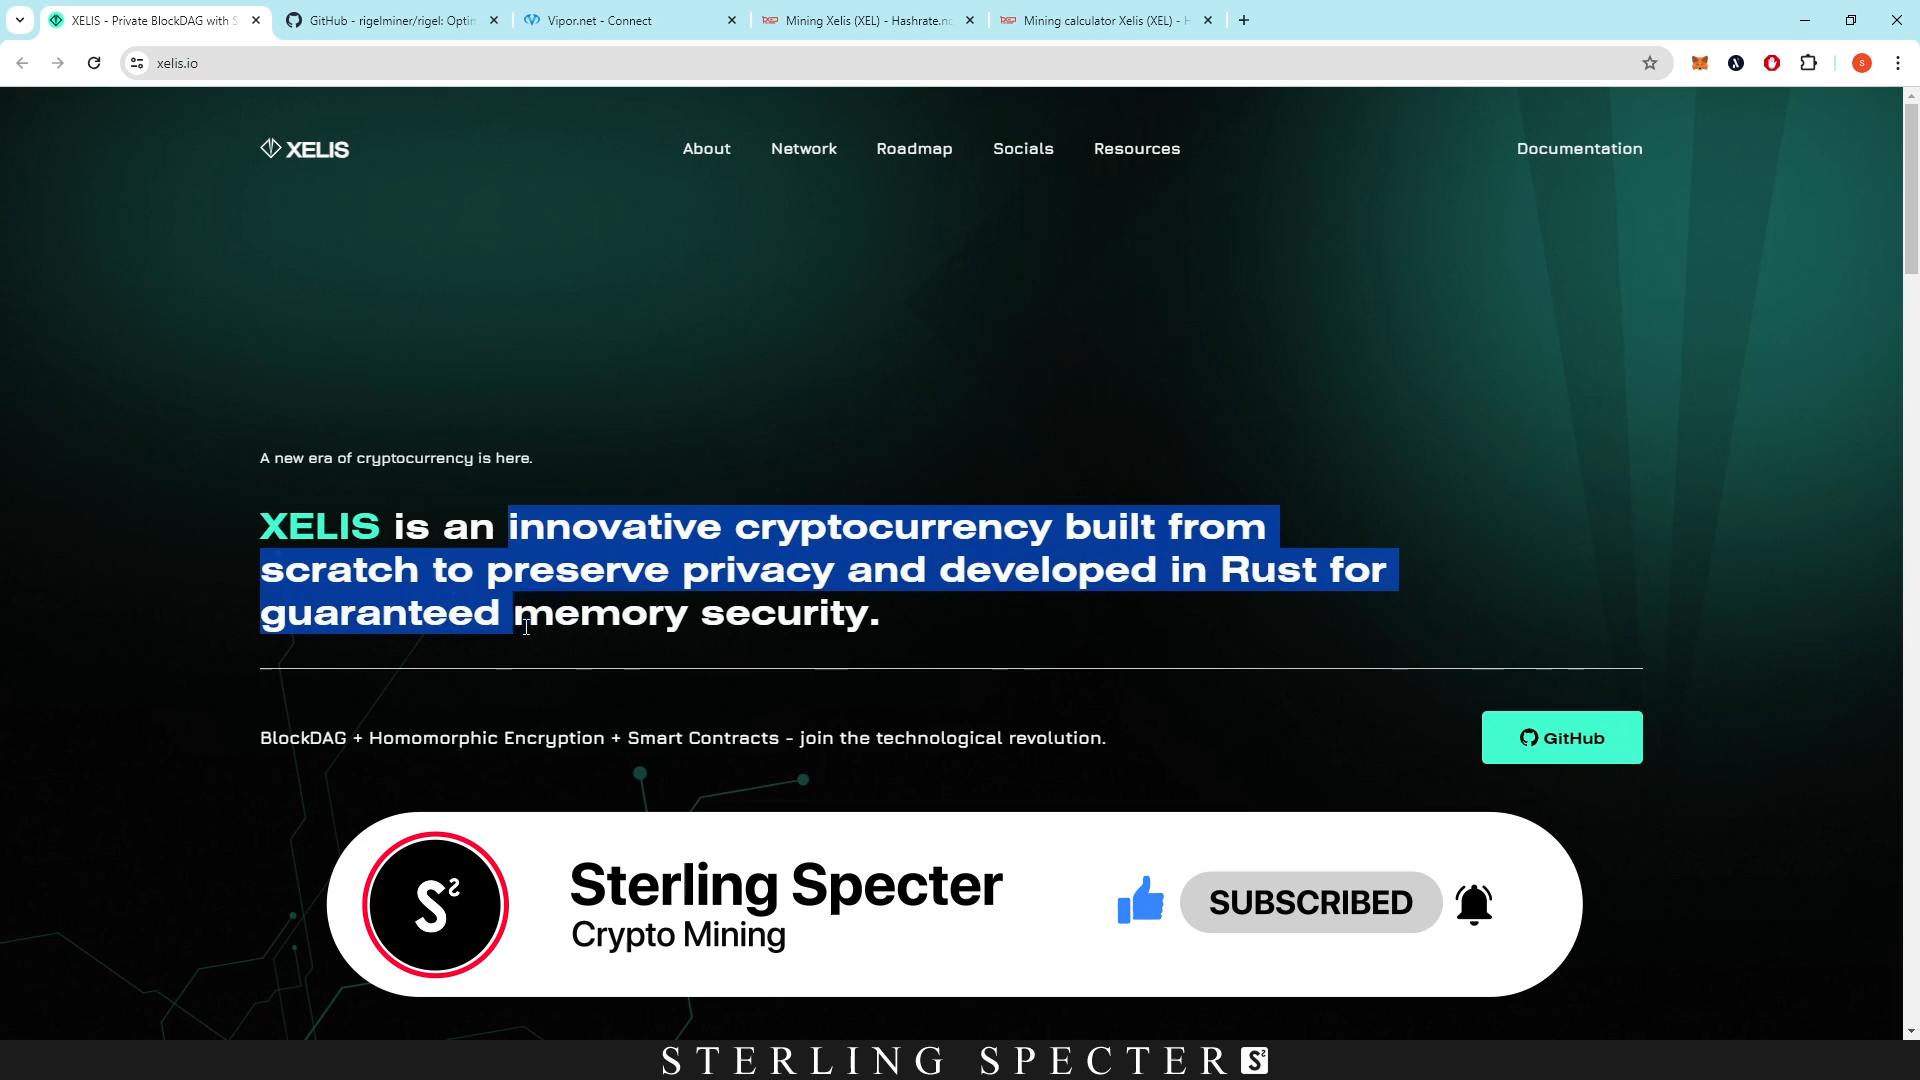 XELIS - Private BlockDAG with S
GitHub - rigelminer/rigel: Optim
Vipor.net - Connect
Mining Xelis (XEL) - Hashrate.no
Mining calculator Xelis (XEL) - H
xelis.io
S
XELIS
About
Network
Roadmap
Socials
Resources
Documentation
A new era of cryptocurrency is here.
XELIS is an innovative cryptocurrency built from
scratch to preserve privacy and developed in Rust for
guaranteed memory security.
BlockDAG + Homomorphic Encryption + Smart Contracts - join the technological revolution.
GitHub
S²
Sterling Specter
Crypto Mining
SUBSCRIBED
STERLING SPECTER S²